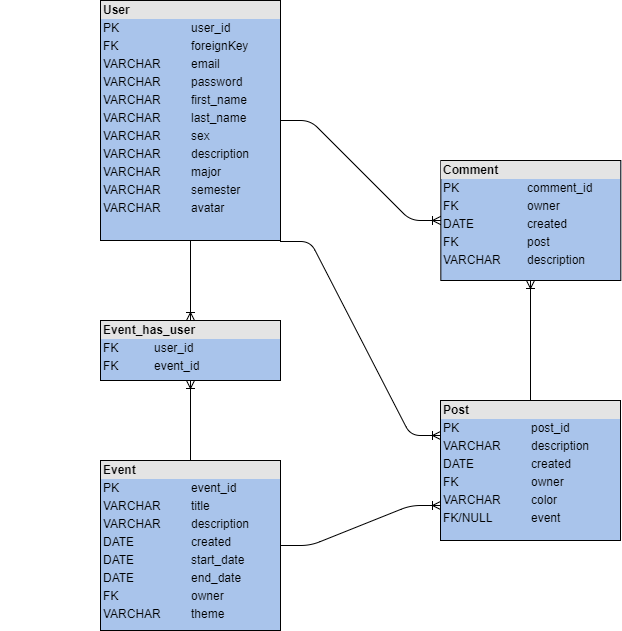 User
PK user_id
FK foreignKey
VARCHAR email
VARCHAR password
VARCHAR first_name
VARCHAR last_name
VARCHAR sex
VARCHAR description
VARCHAR major
VARCHAR semester
VARCHAR avatar
Comment
PK comment_id
FK owner
DATE created
FK post
VARCHAR description
Event_has_user
FK user_id
FK event_id
Post
PK post_id
VARCHAR description
DATE created
FK owner
VARCHAR color
FK/NULL event
Event
PK event_id
VARCHAR title
VARCHAR description
DATE created
DATE start_date
DATE end_date
FK owner
VARCHAR theme